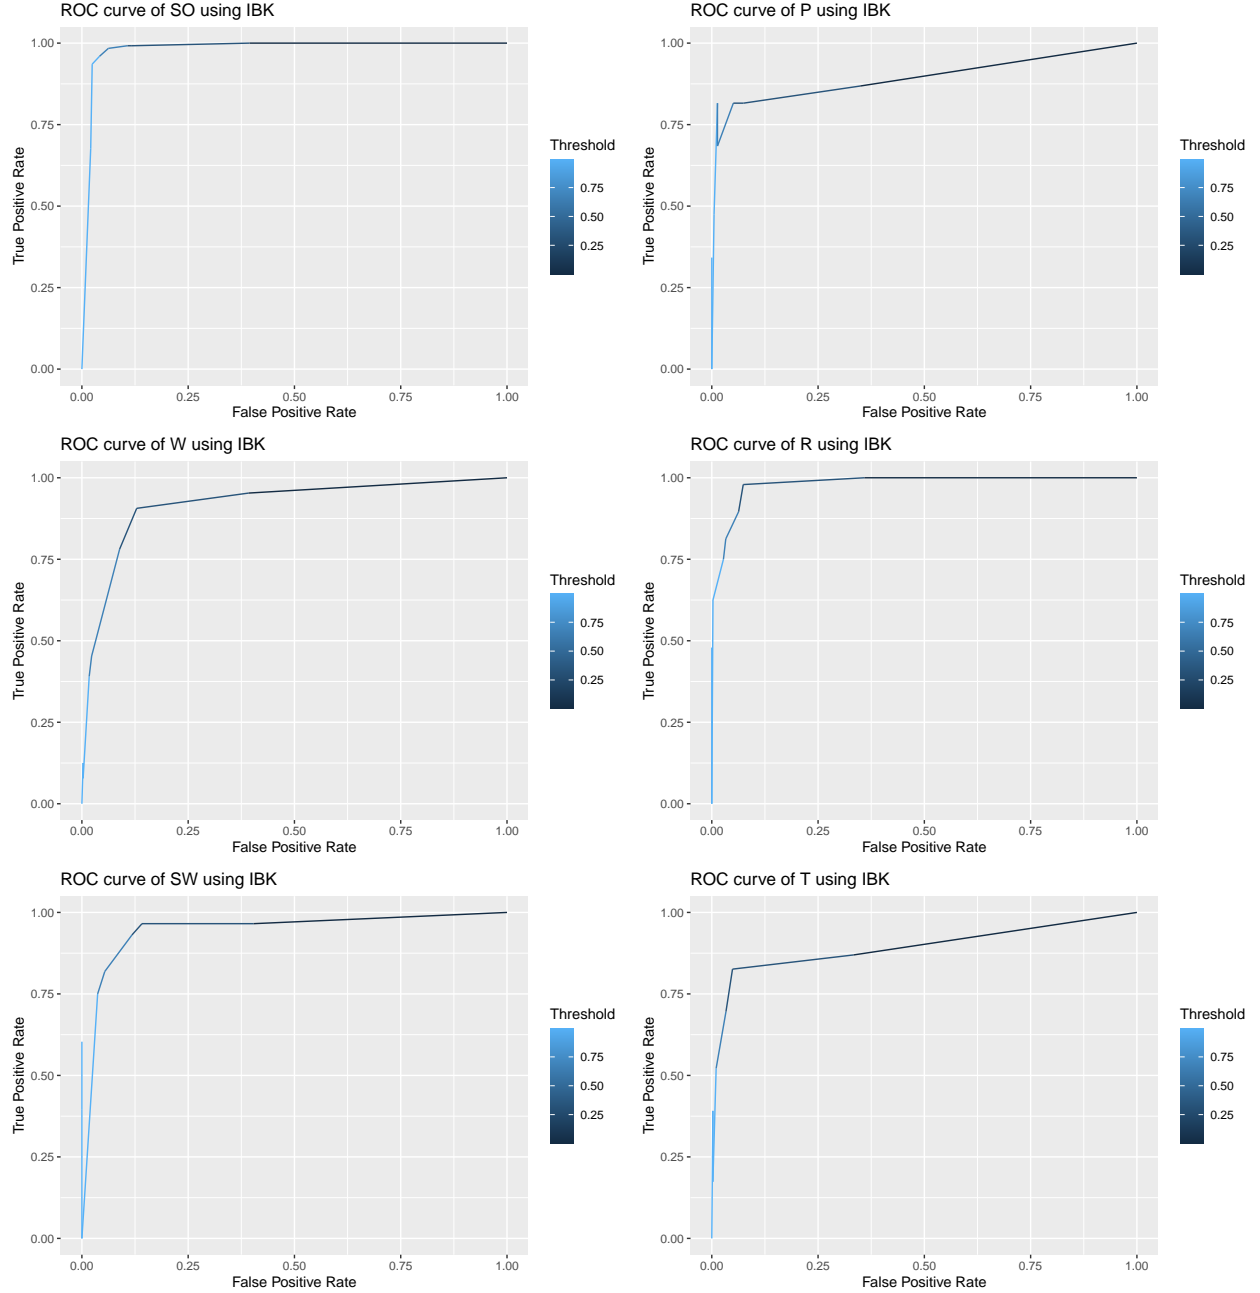 ROC curve of SO using IBK
1.00
0.75
0.50
0.25
0.00
True Positive Rate
0.00 0.25 0.50 0.75 1.00
False Positive Rate
Threshold
0.75
0.50
0.25
ROC curve of P using IBK
1.00
0.75
0.50
0.25
0.00
True Positive Rate
0.00 0.25 0.50 0.75 1.00
False Positive Rate
Threshold
0.75
0.50
0.25
ROC curve of W using IBK
1.00
0.75
0.50
0.25
0.00
True Positive Rate
0.00 0.25 0.50 0.75 1.00
False Positive Rate
Threshold
0.75
0.50
0.25
ROC curve of R using IBK
1.00
0.75
0.50
0.25
0.00
True Positive Rate
0.00 0.25 0.50 0.75 1.00
False Positive Rate
Threshold
0.75
0.50
0.25
ROC curve of SW using IBK
1.00
0.75
0.50
0.25
0.00
True Positive Rate
0.00 0.25 0.50 0.75 1.00
False Positive Rate
Threshold
0.75
0.50
0.25
ROC curve of T using IBK
1.00
0.75
0.50
0.25
0.00
True Positive Rate
0.00 0.25 0.50 0.75 1.00
False Positive Rate
Threshold
0.75
0.50
0.25